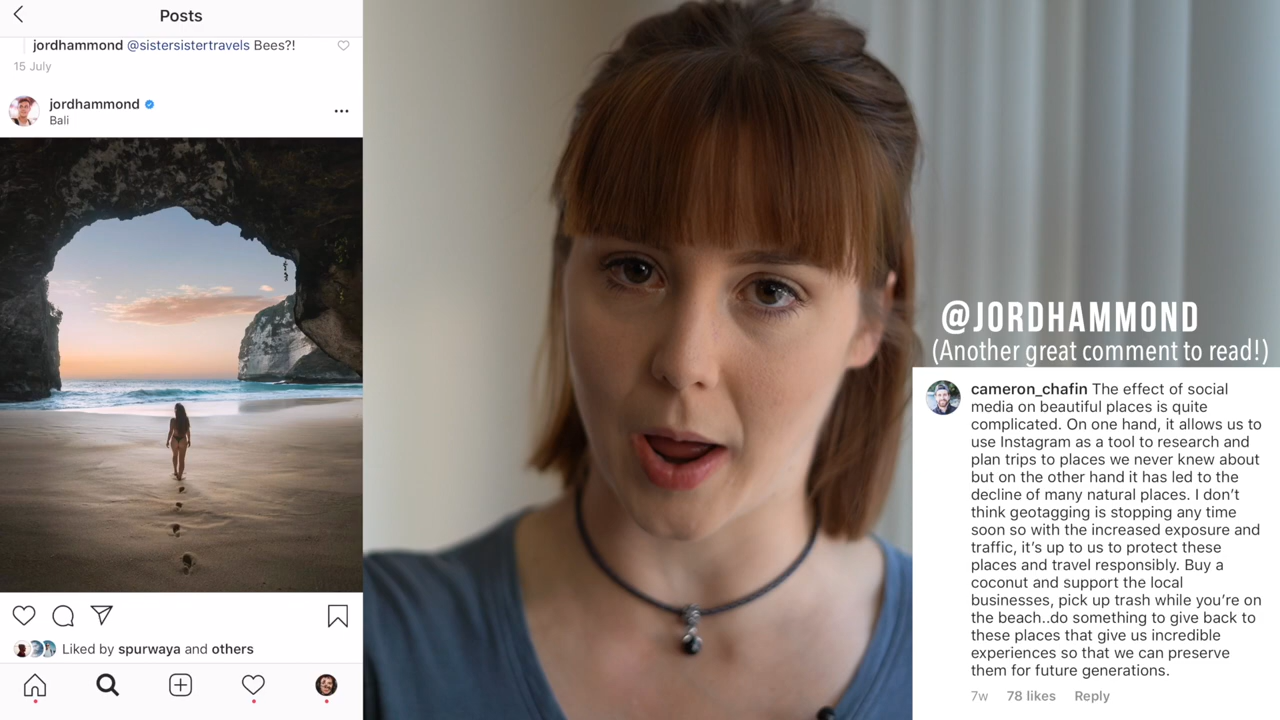 Posts
jordhammond @sistersistertravels Bees?!
15 July
jordhammond
Bali
Liked by spurwaya and others
@JORDHAMMOND
(Another great comment to read!)
cameron_chafin The effect of social
media on beautiful places is quite
complicated. On one hand, it allows us to
use Instagram as a tool to research and
plan trips to places we never knew about
but on the other hand it has led to the
decline of many natural places. I don’t
think geotagging is stopping any time
soon so with the increased exposure and
traffic, it’s up to us to protect these
places and travel responsibly. Buy a
coconut and support the local
businesses, pick up trash while you’re on
the beach..do something to give back to
these places that give us incredible
experiences so that we can preserve
them for future generations.
7w 78 likes Reply